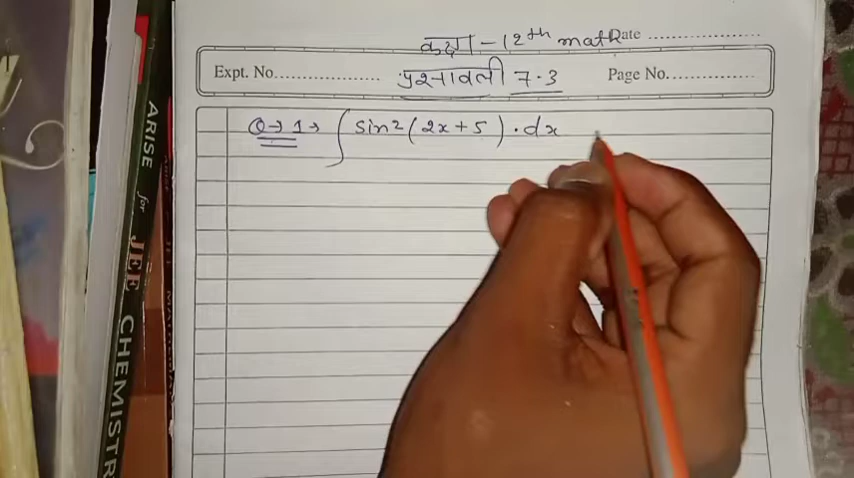 कक्षा - 12th math Date ....................
Expt. No.................... प्रश्नावली 7.3 Page No................
Q→ 1→ ∫ sin2(2x+5).dx
ARISE for JEE CHEMISTR